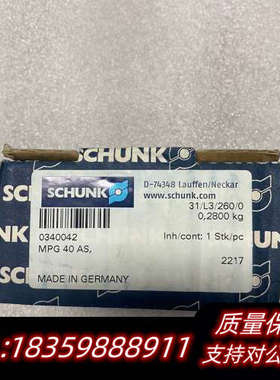 SCHUNK
SCHUNK
D-74348 Lauffen/Neckar
www.schunk.com
31/L3/260/0
0,2800 kg
0340042
Inh/cont: 1 Stk/pc
MPG 40 AS,
2217
MADE IN GERMANY
质量保
:18359888911
支持对公